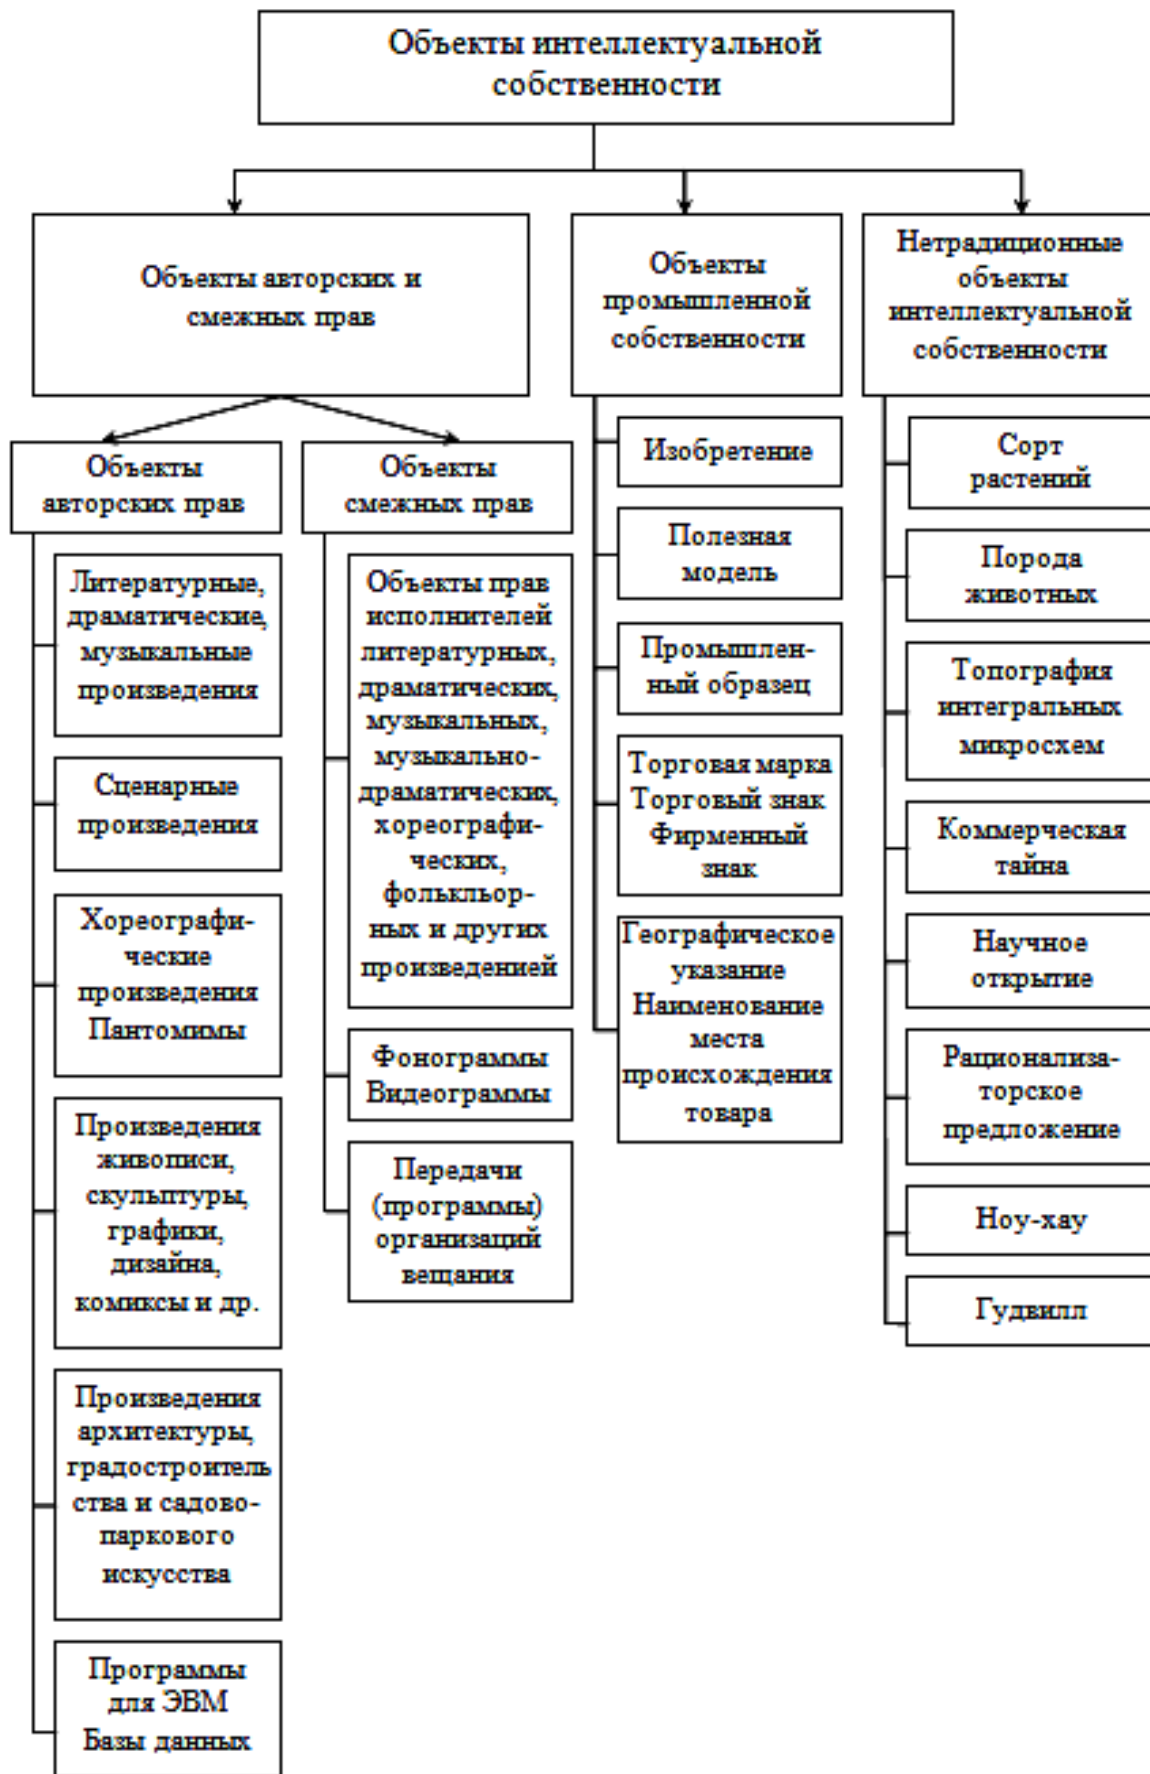 Объекты интеллектуальной
собственности
Объекты авторских и
смежных прав
Объекты
промышленной
собственности
Нетрадиционные
объекты
интеллектуальной
собственности
Объекты
авторских прав
Литературные,
драматические,
музыкальные
произведения
Сценарные
произведения
Хореографи-
ческие
произведения
Пантомимы
Произведения
живописи,
скульптуры,
графики,
дизайна,
комиксы и др.
Произведения
архитектуры,
градостроитель
ства и садово-
паркового
искусства
Программы
для ЭВМ
Базы данных
Объекты
смежных прав
Объекты прав
исполнителей
литературных,
драматических,
музыкальных,
музыкально-
драматических,
хореографи-
ческих,
фолькльор-
ных и других
произведенией
Фонограммы
Видеограммы
Передачи
(программы)
организаций
вещания
Изобретение
Полезная
модель
Промышлен-
ный образец
Торговая марка
Торговый знак
Фирменный
знак
Географическое
указание
Наименование
места
происхождения
товара
Сорт
растений
Порода
животных
Топография
интегральных
микросхем
Коммерческая
тайна
Научное
открытие
Рационализа-
торское
предложение
Ноу-хау
Гудвилл